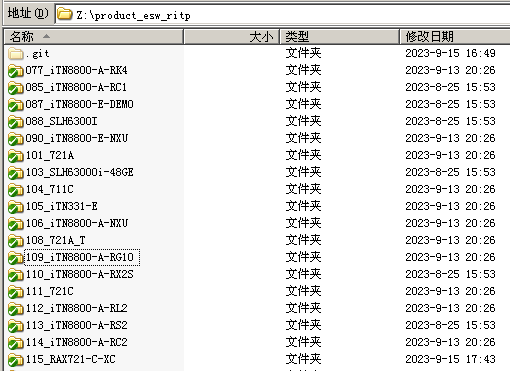 地址(D) Z:\product_esw_ritp
名称 大小 类型 修改日期
.git 文件夹 2023-9-15 16:49
077_iTN8800-A-RK4 文件夹 2023-9-13 20:26
085_iTN8800-A-RC1 文件夹 2023-8-25 15:53
087_iTN8800-E-DEMO 文件夹 2023-8-25 15:53
088_SLH6300I 文件夹 2023-9-13 20:26
090_iTN8800-E-NXU 文件夹 2023-9-13 20:26
101_721A 文件夹 2023-9-13 20:26
103_SLH63000i-48GE 文件夹 2023-8-25 15:53
104_711C 文件夹 2023-9-13 20:26
105_iTN331-E 文件夹 2023-9-13 20:26
106_iTN8800-A-NXU 文件夹 2023-9-13 20:26
108_721A_T 文件夹 2023-9-13 20:26
109_iTN8800-A-RG10 文件夹 2023-9-13 20:26
110_iTN8800-A-RX2S 文件夹 2023-8-25 15:53
111_721C 文件夹 2023-9-13 20:26
112_iTN8800-A-RL2 文件夹 2023-9-13 20:26
113_iTN8800-A-RS2 文件夹 2023-8-25 15:53
114_iTN8800-A-RC2 文件夹 2023-9-13 20:26
115_RAX721-C-XC 文件夹 2023-9-15 17:43